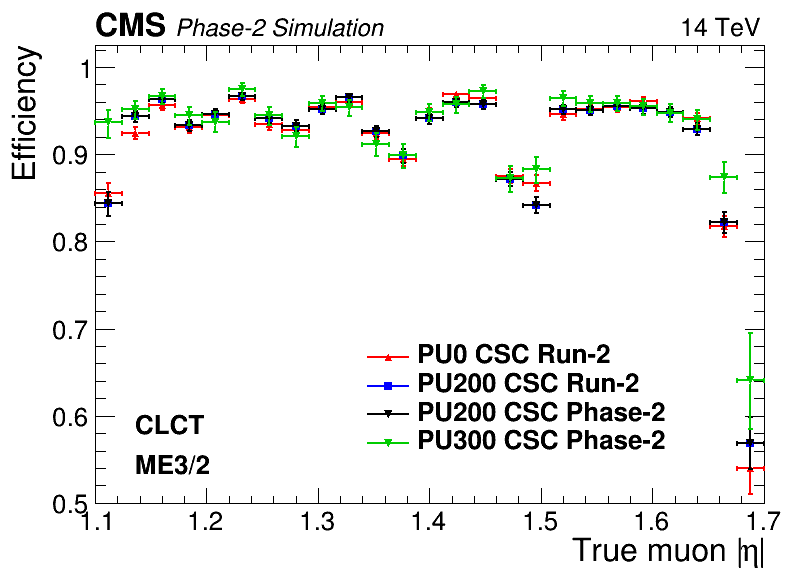 CMS Phase-2 Simulation 14 TeV
Efficiency
1
0.9
0.8
0.7
0.6
0.5
PU0 CSC Run-2
PU200 CSC Run-2
PU200 CSC Phase-2
PU300 CSC Phase-2
CLCT
ME3/2
1.1 1.2 1.3 1.4 1.5 1.6 1.7
True muon |η|